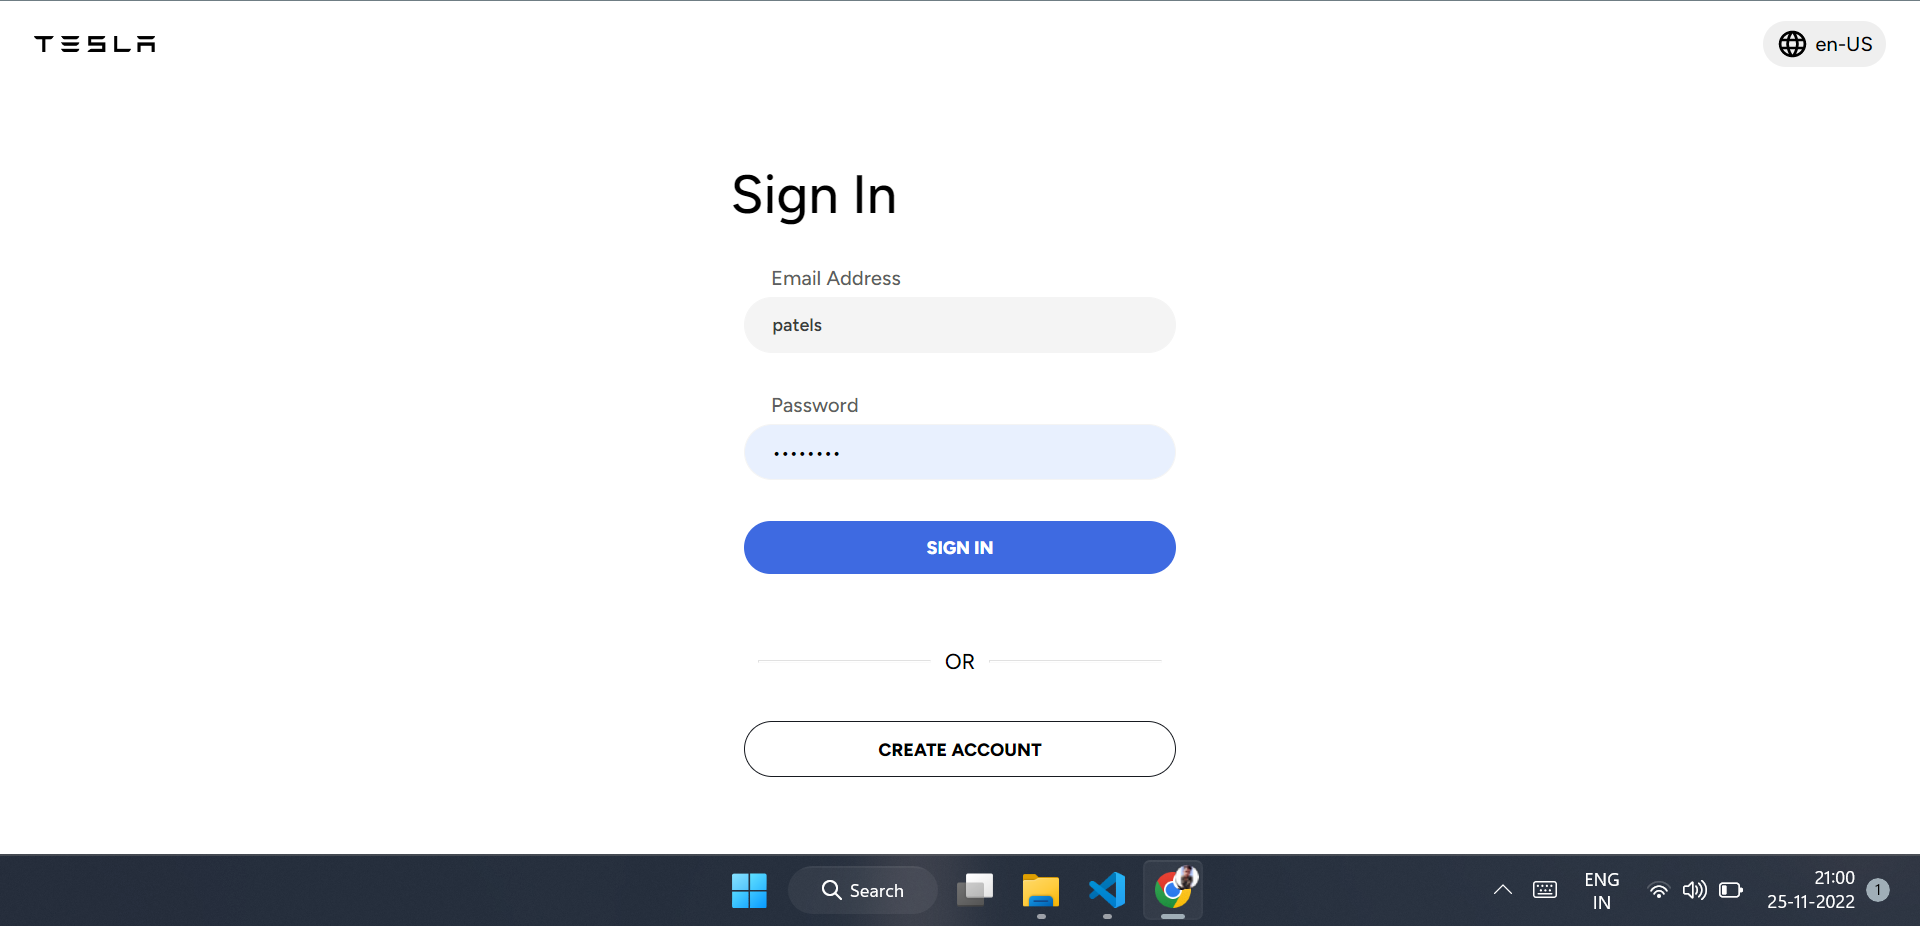 TESLA
en-US
Sign In
Email Address
patels
Password
••••••••
SIGN IN
OR
CREATE ACCOUNT
Search
ENG
IN
21:00
25-11-2022
1